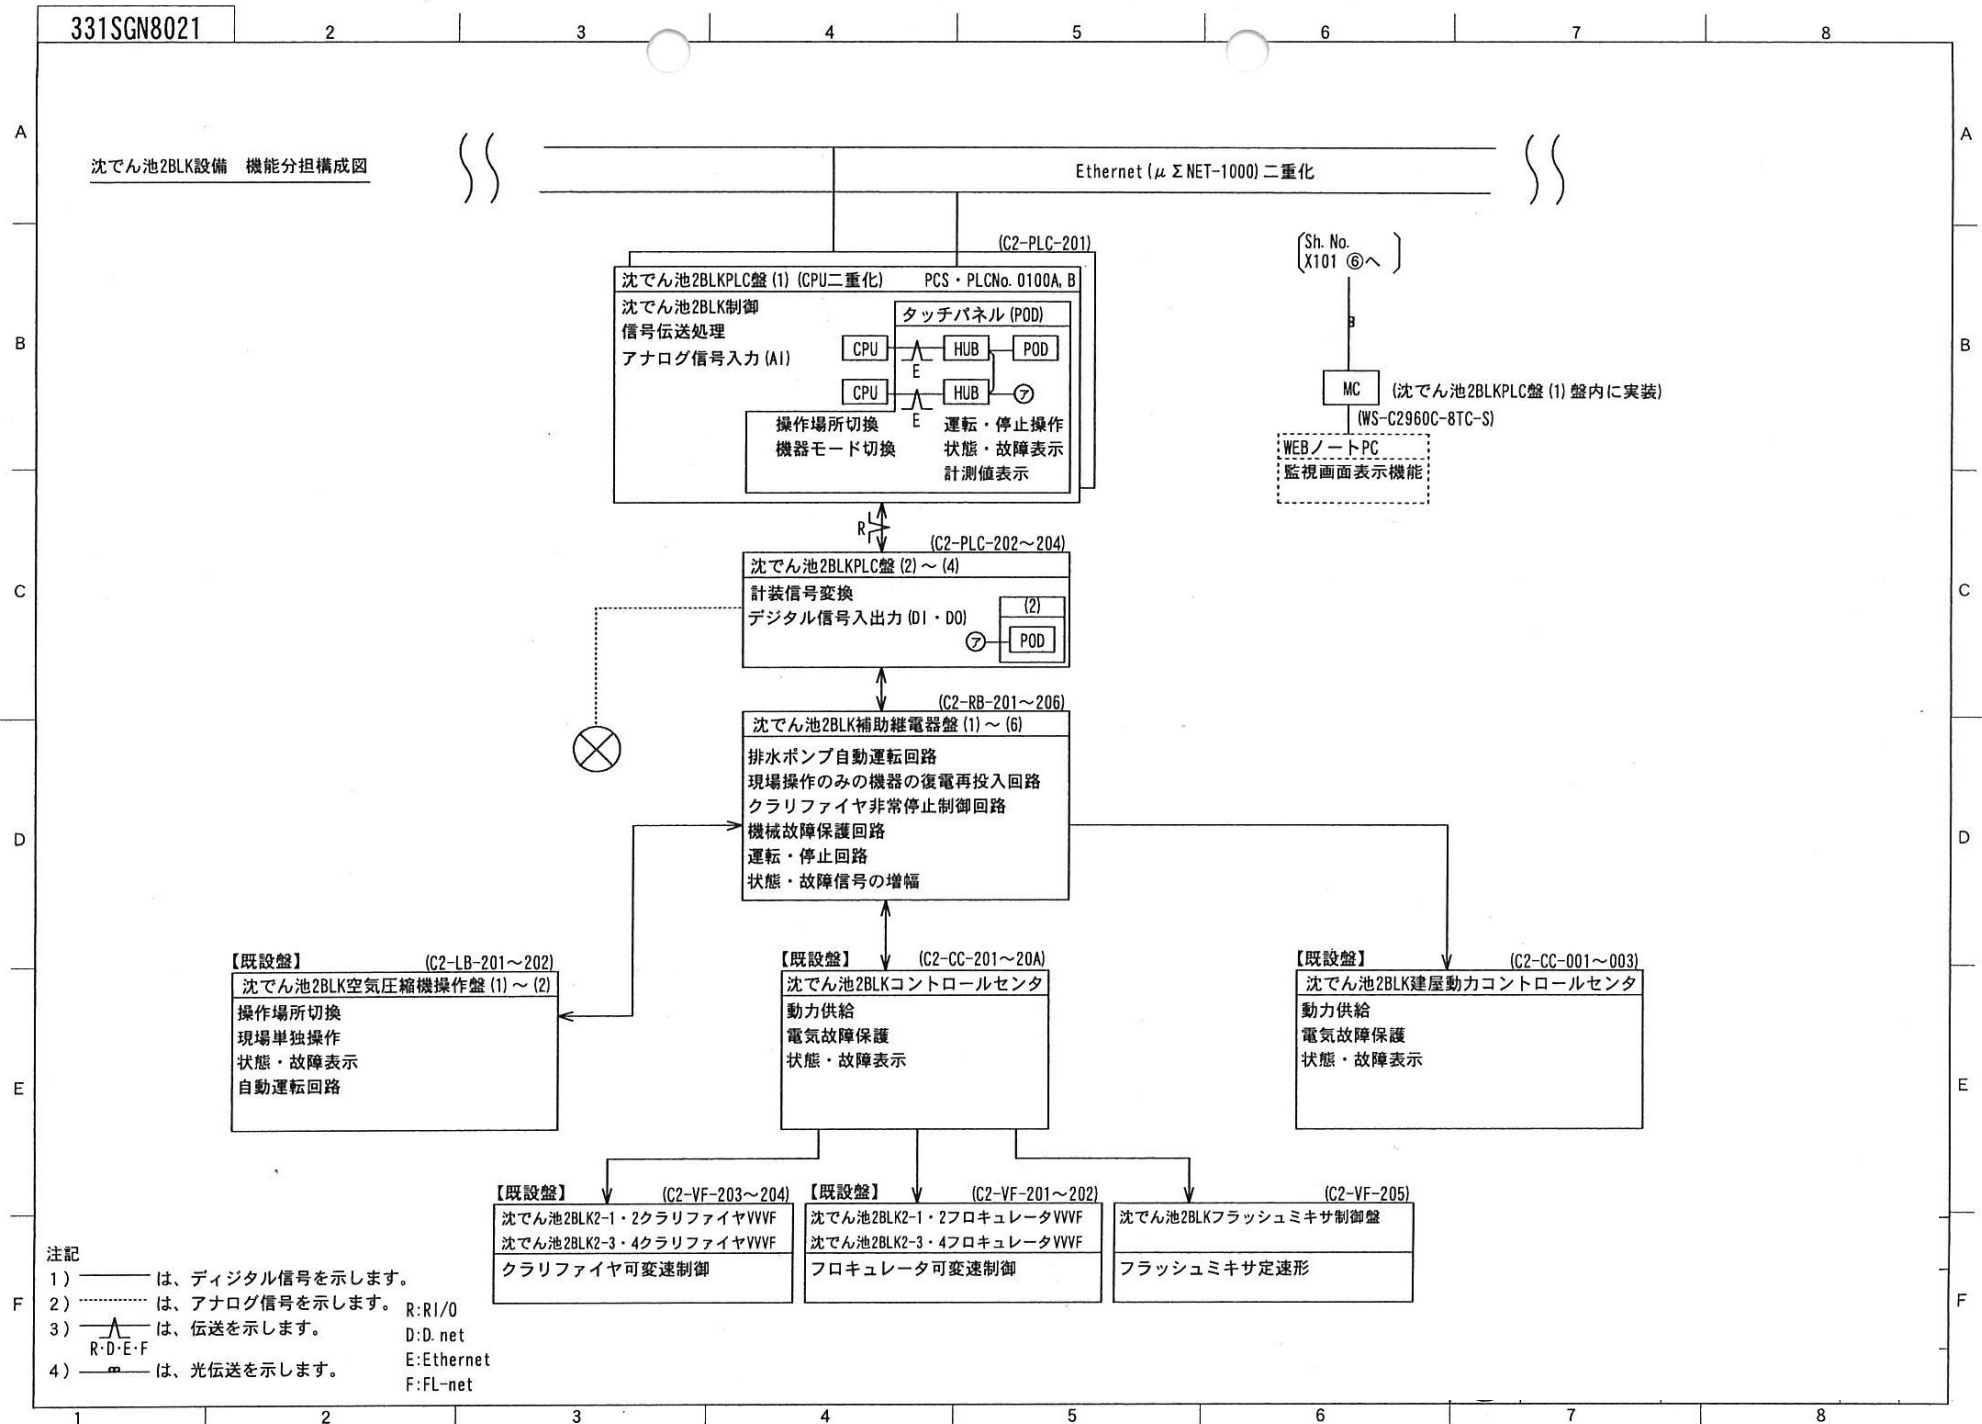 331SGN8021
2 3 4 5 6 7 8
A
A
沈でん池2BLK設備 機能分担構成図
Ethernet(μΣNET-1000)二重化
(C2-PLC-201)
沈でん池2BLKPLC盤(1)(CPU二重化) PCS・PLCNo.0100A,B
沈でん池2BLK制御
信号伝送処理
アナログ信号入力(AI)
タッチパネル(POD)
CPU
HUB
POD
E
CPU
HUB
ア
E
操作場所切換
機器モード切換
運転・停止操作
状態・故障表示
計測値表示
Sh.No.
X101 ⑥へ
B
B
MC
(沈でん池2BLKPLC盤(1)盤内に実装)
(WS-C2960C-8TC-S)
WEBノートPC
監視画面表示機能
R
(C2-PLC-202～204)
沈でん池2BLKPLC盤(2)～(4)
計装信号変換
デジタル信号入出力(DI・DO)
(2)
ア
POD
C
C
(C2-RB-201～206)
沈でん池2BLK補助継電器盤(1)～(6)
排水ポンプ自動運転回路
現場操作のみの機器の復電再投入回路
クラリファイヤ非常停止制御回路
機械故障保護回路
運転・停止回路
状態・故障信号の増幅
D
D
【既設盤】 (C2-LB-201～202)
沈でん池2BLK空気圧縮機操作盤(1)～(2)
操作場所切換
現場単独操作
状態・故障表示
自動運転回路
【既設盤】 (C2-CC-201～20A)
沈でん池2BLKコントロールセンタ
動力供給
電気故障保護
状態・故障表示
【既設盤】 (C2-CC-001～003)
沈でん池2BLK建屋動力コントロールセンタ
動力供給
電気故障保護
状態・故障表示
E
E
【既設盤】 (C2-VF-203～204)
沈でん池2BLK2-1・2クラリファイヤVVVF
沈でん池2BLK2-3・4クラリファイヤVVVF
クラリファイヤ可変速制御
【既設盤】 (C2-VF-201～202)
沈でん池2BLK2-1・2フロキュレータVVVF
沈でん池2BLK2-3・4フロキュレータVVVF
フロキュレータ可変速制御
(C2-VF-205)
沈でん池2BLKフラッシュミキサ制御盤
フラッシュミキサ定速形
F
F
注記
1) は、ディジタル信号を示します。
2) は、アナログ信号を示します。
3) は、伝送を示します。
R・D・E・F
4) は、光伝送を示します。
R:RI/O
D:D.net
E:Ethernet
F:FL-net
1 2 3 4 5 6 7 8